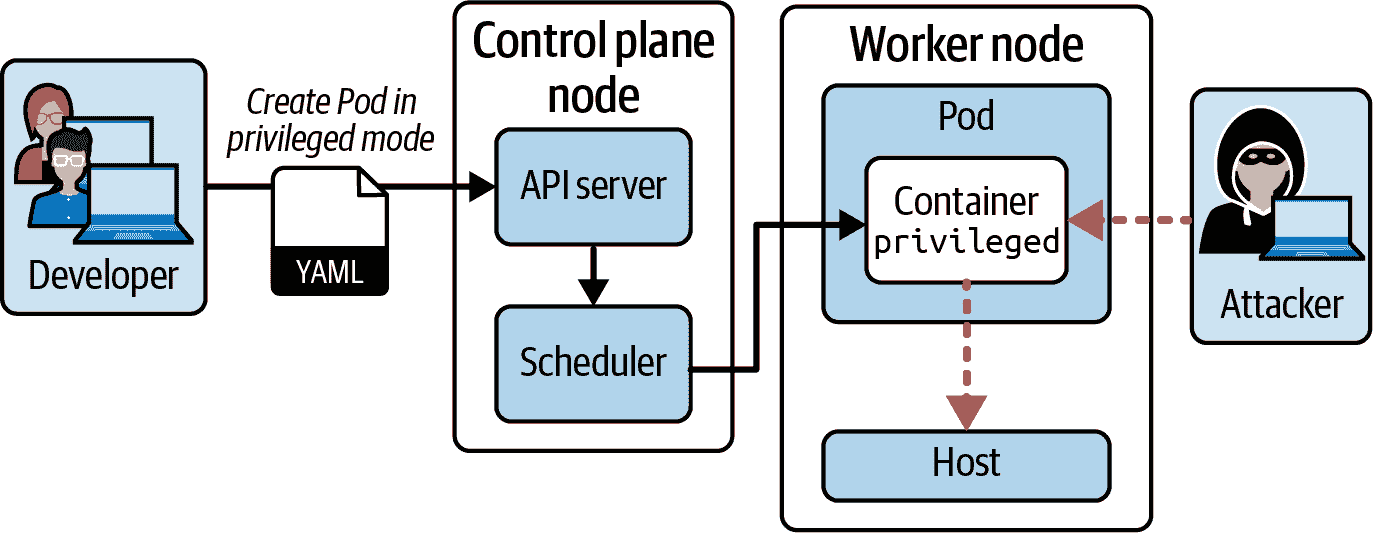 Developer
Create Pod in
privileged mode
YAML
Control plane
node
API server
Scheduler
Worker node
Pod
Container
privileged
Host
Attacker